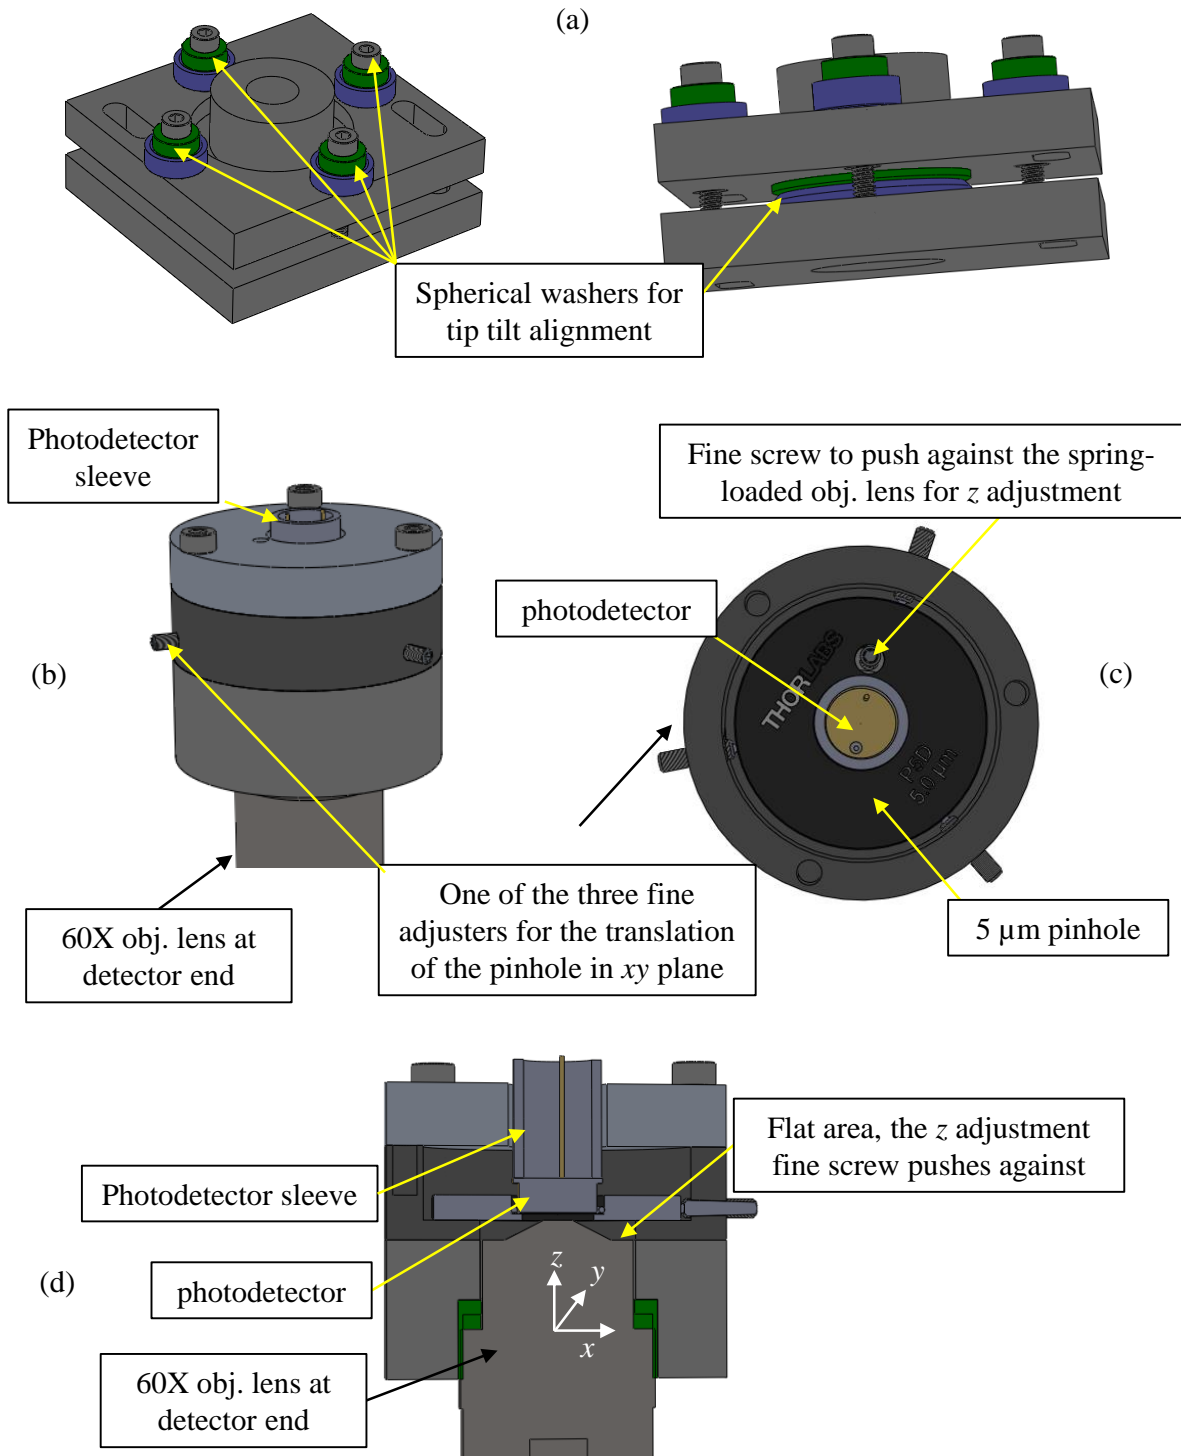 (a)
Spherical washers for
tip tilt alignment
Photodetector
sleeve
Fine screw to push against the spring-
loaded obj. lens for z adjustment
photodetector
(b)
(c)
THORLABS
PSD
5.0 µm
60X obj. lens at
detector end
One of the three fine
adjusters for the translation
of the pinhole in xy plane
5 µm pinhole
Flat area, the z adjustment
fine screw pushes against
Photodetector sleeve
(d)
photodetector
z
y
x
60X obj. lens at
detector end